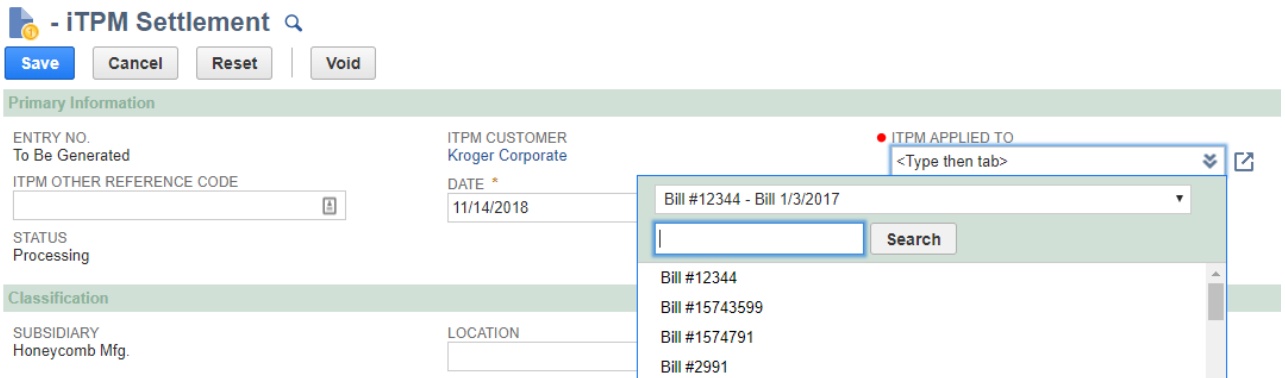 - iTPM Settlement
Save Cancel Reset Void
Primary Information
ENTRY NO.
To Be Generated
ITPM OTHER REFERENCE CODE
STATUS
Processing
ITPM CUSTOMER
Kroger Corporate
DATE *
11/14/2018
ITPM APPLIED TO
<Type then tab>
Bill #12344 - Bill 1/3/2017
Search
Bill #12344
Bill #15743599
Bill #1574791
Bill #2991
Classification
SUBSIDIARY
Honeycomb Mfg.
LOCATION